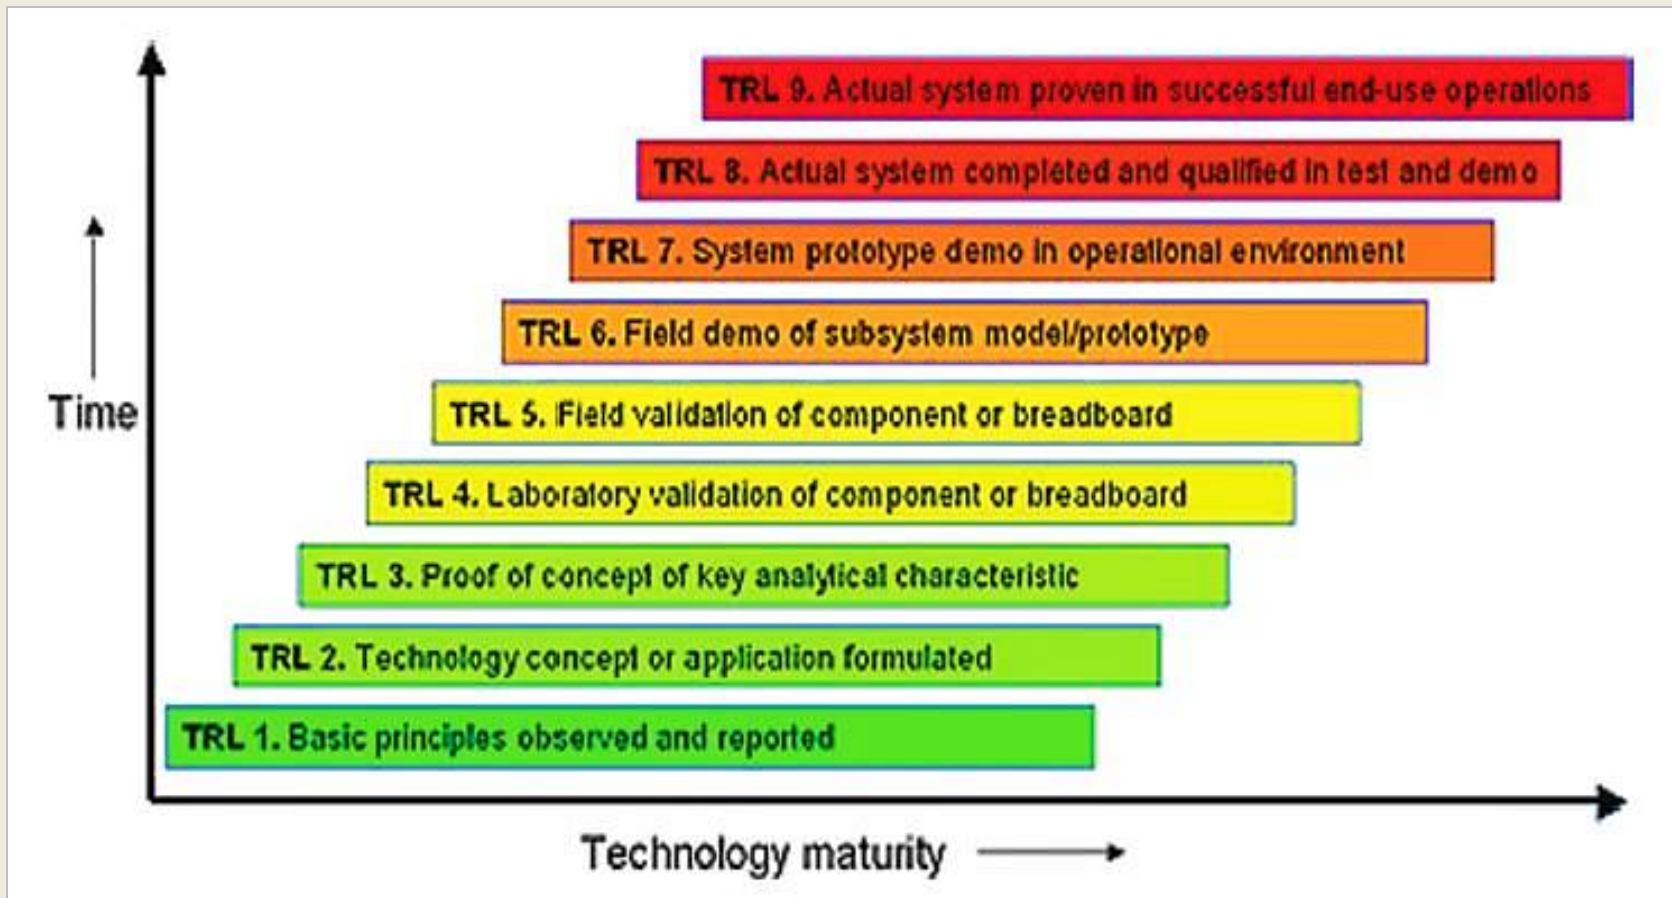 TRL 9. Actual system proven in successful end-use operations
TRL 8. Actual system completed and qualified in test and demo
TRL 7. System prototype demo in operational environment
TRL 6. Field demo of subsystem model/prototype
TRL 5. Field validation of component or breadboard
TRL 4. Laboratory validation of component or breadboard
TRL 3. Proof of concept of key analytical characteristic
TRL 2. Technology concept or application formulated
TRL 1. Basic principles observed and reported
Time
Technology maturity